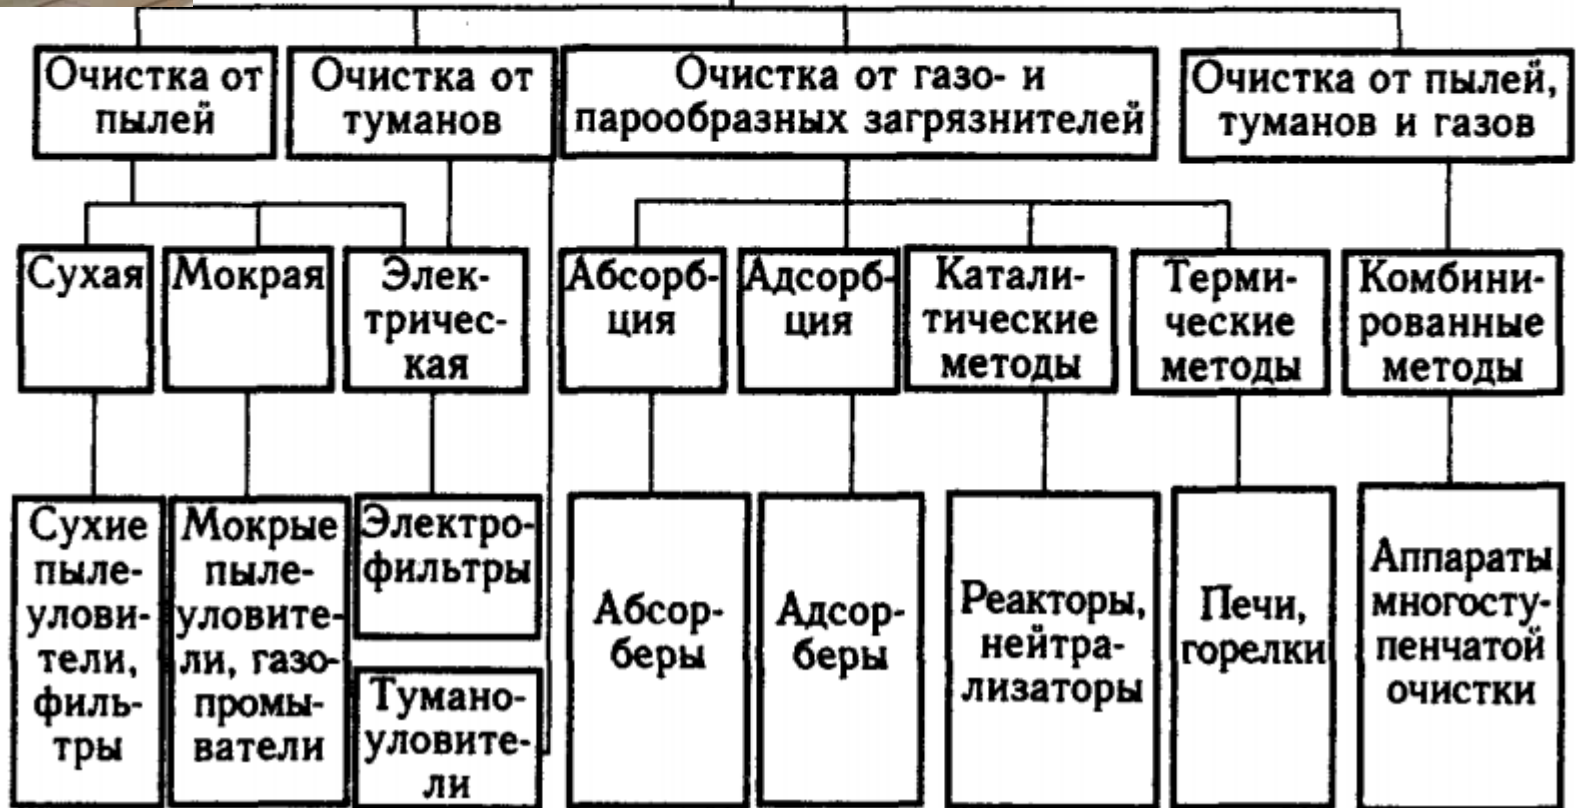 Очистка от
пылей
Очистка от
туманов
Очистка от газо- и
парообразных загрязнителей
Очистка от пылей,
туманов и газов
Сухая
Мокрая
Элек-
тричес-
кая
Абсорб-
ция
Адсорб-
ция
Катали-
тические
методы
Терми-
ческие
методы
Комбини-
рованные
методы
Сухие
пыле-
улови-
тели,
филь-
тры
Мокрые
пыле-
уловите-
ли, газо-
промы-
ватели
Электро-
фильтры
Тумано-
уловите-
ли
Абсор-
беры
Адсор-
беры
Реакторы,
нейтра-
лизаторы
Печи,
горелки
Аппараты
многосту-
пенчатой
очистки